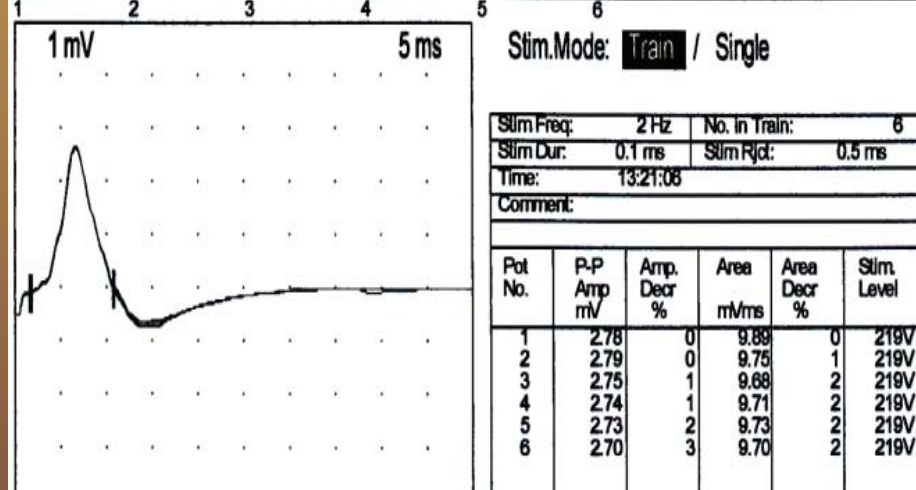 1 2 3 4 5 6
1 mV 5 ms
Stim.Mode: Train / Single
Stim Freq: 2 Hz No. In Train: 6
Stim Dur: 0.1 ms Stim Rjct: 0.5 ms
Time: 13:21:06
Comment:
Pot No. P-P Amp mV Amp. Decr % Area mVms Area Decr % Stim. Level
1 2.78 0 9.89 0 219V
2 2.79 0 9.75 1 219V
3 2.75 1 9.68 2 219V
4 2.74 1 9.71 2 219V
5 2.73 2 9.73 2 219V
6 2.70 3 9.70 2 219V